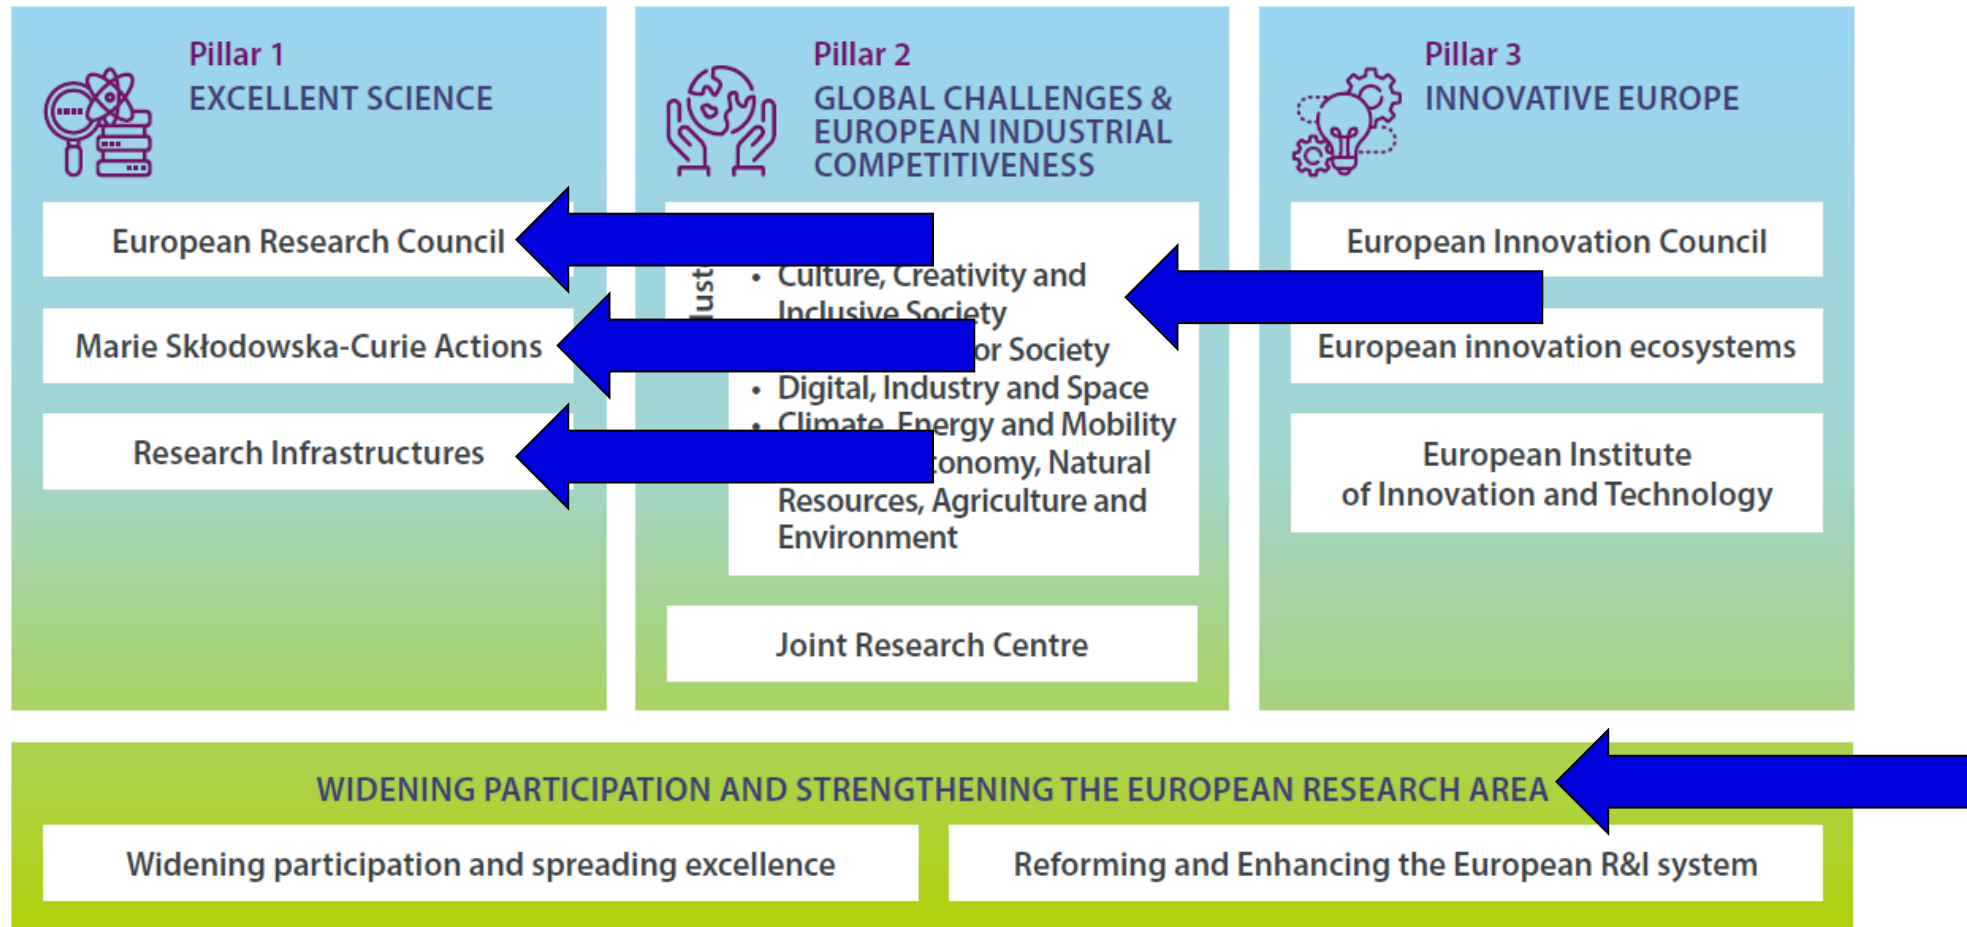 Pillar 1
EXCELLENT SCIENCE
European Research Council
Marie Skłodowska-Curie Actions
Research Infrastructures
Pillar 2
GLOBAL CHALLENGES &
EUROPEAN INDUSTRIAL
COMPETITIVENESS
• Culture, Creativity and
Inclusive Society
Society
• Digital, Industry and Space
• Climate, Energy and Mobility
Natural
Resources, Agriculture and
Environment
Joint Research Centre
Pillar 3
INNOVATIVE EUROPE
European Innovation Council
European innovation ecosystems
European Institute
of Innovation and Technology
WIDENING PARTICIPATION AND STRENGTHENING THE EUROPEAN RESEARCH AREA
Widening participation and spreading excellence
Reforming and Enhancing the European R&I system